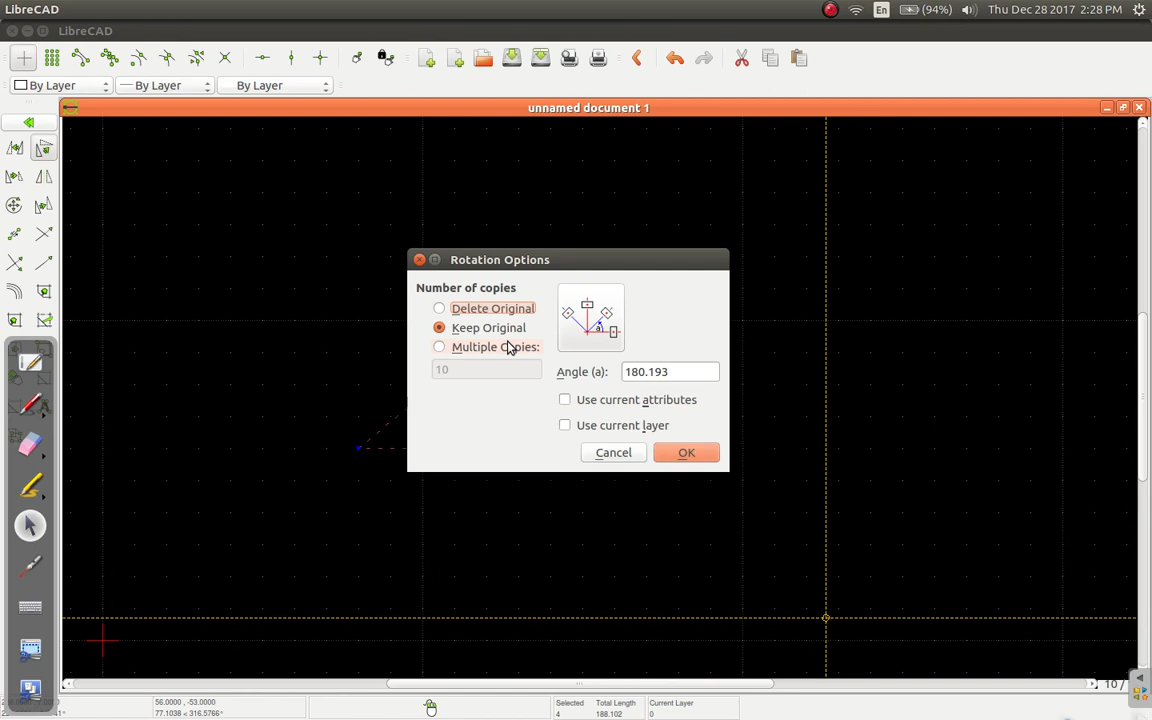 LibreCAD
En
(94%)
Thu Dec 28 2017 2:28 PM
LibreCAD
By Layer
By Layer
By Layer
unnamed document 1
Rotation Options
Number of copies
Delete Original
Keep Original
Multiple Copies:
10
a
Angle (a): 180.193
Use current attributes
Use current layer
Cancel
OK
10 /
56.0000 , -53.0000
77.1038 < 316.5766°
Selected
4
Total Length
188.102
Current Layer
0